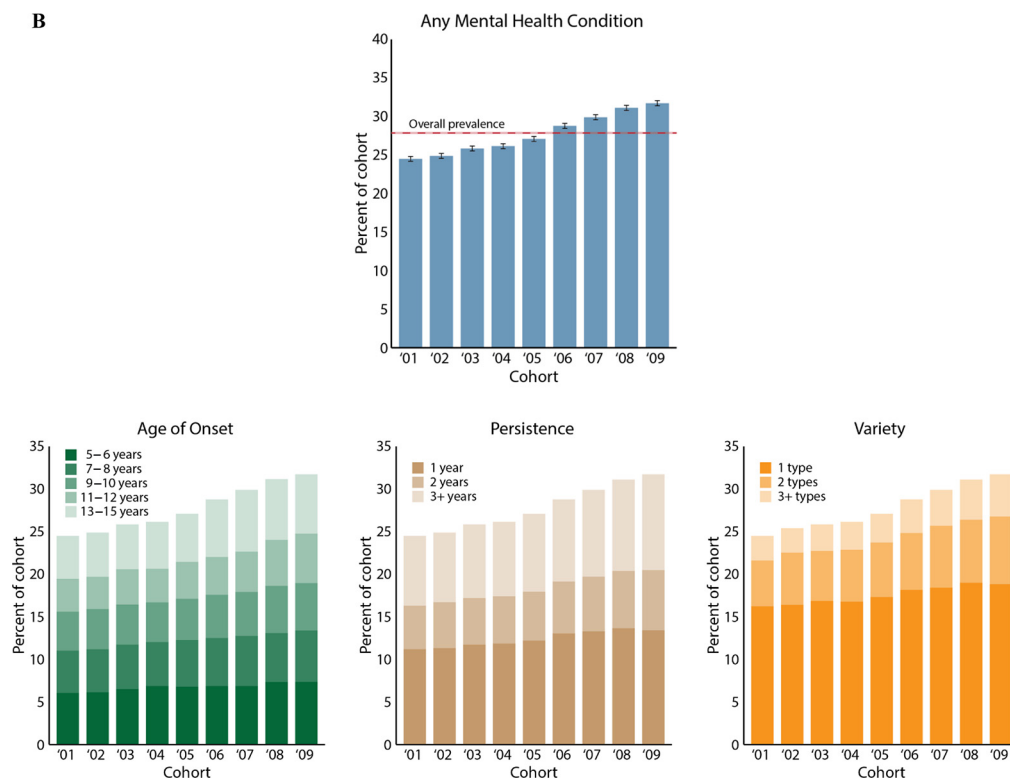 B
Any Mental Health Condition
40
35
30
25
20
15
10
5
0
Percent of cohort
Overall prevalence
‘01 ‘02 ‘03 ‘04 ‘05 ‘06 ‘07 ‘08 ‘09
Cohort
Age of Onset
35
30
25
20
15
10
5
0
Percent of cohort
5–6 years
7–8 years
9–10 years
11–12 years
13–15 years
‘01 ‘02 ‘03 ‘04 ‘05 ‘06 ‘07 ‘08 ‘09
Cohort
Persistence
35
30
25
20
15
10
5
0
Percent of cohort
1 year
2 years
3+ years
‘01 ‘02 ‘03 ‘04 ‘05 ‘06 ‘07 ‘08 ‘09
Cohort
Variety
35
30
25
20
15
10
5
0
Percent of cohort
1 type
2 types
3+ types
‘01 ‘02 ‘03 ‘04 ‘05 ‘06 ‘07 ‘08 ‘09
Cohort